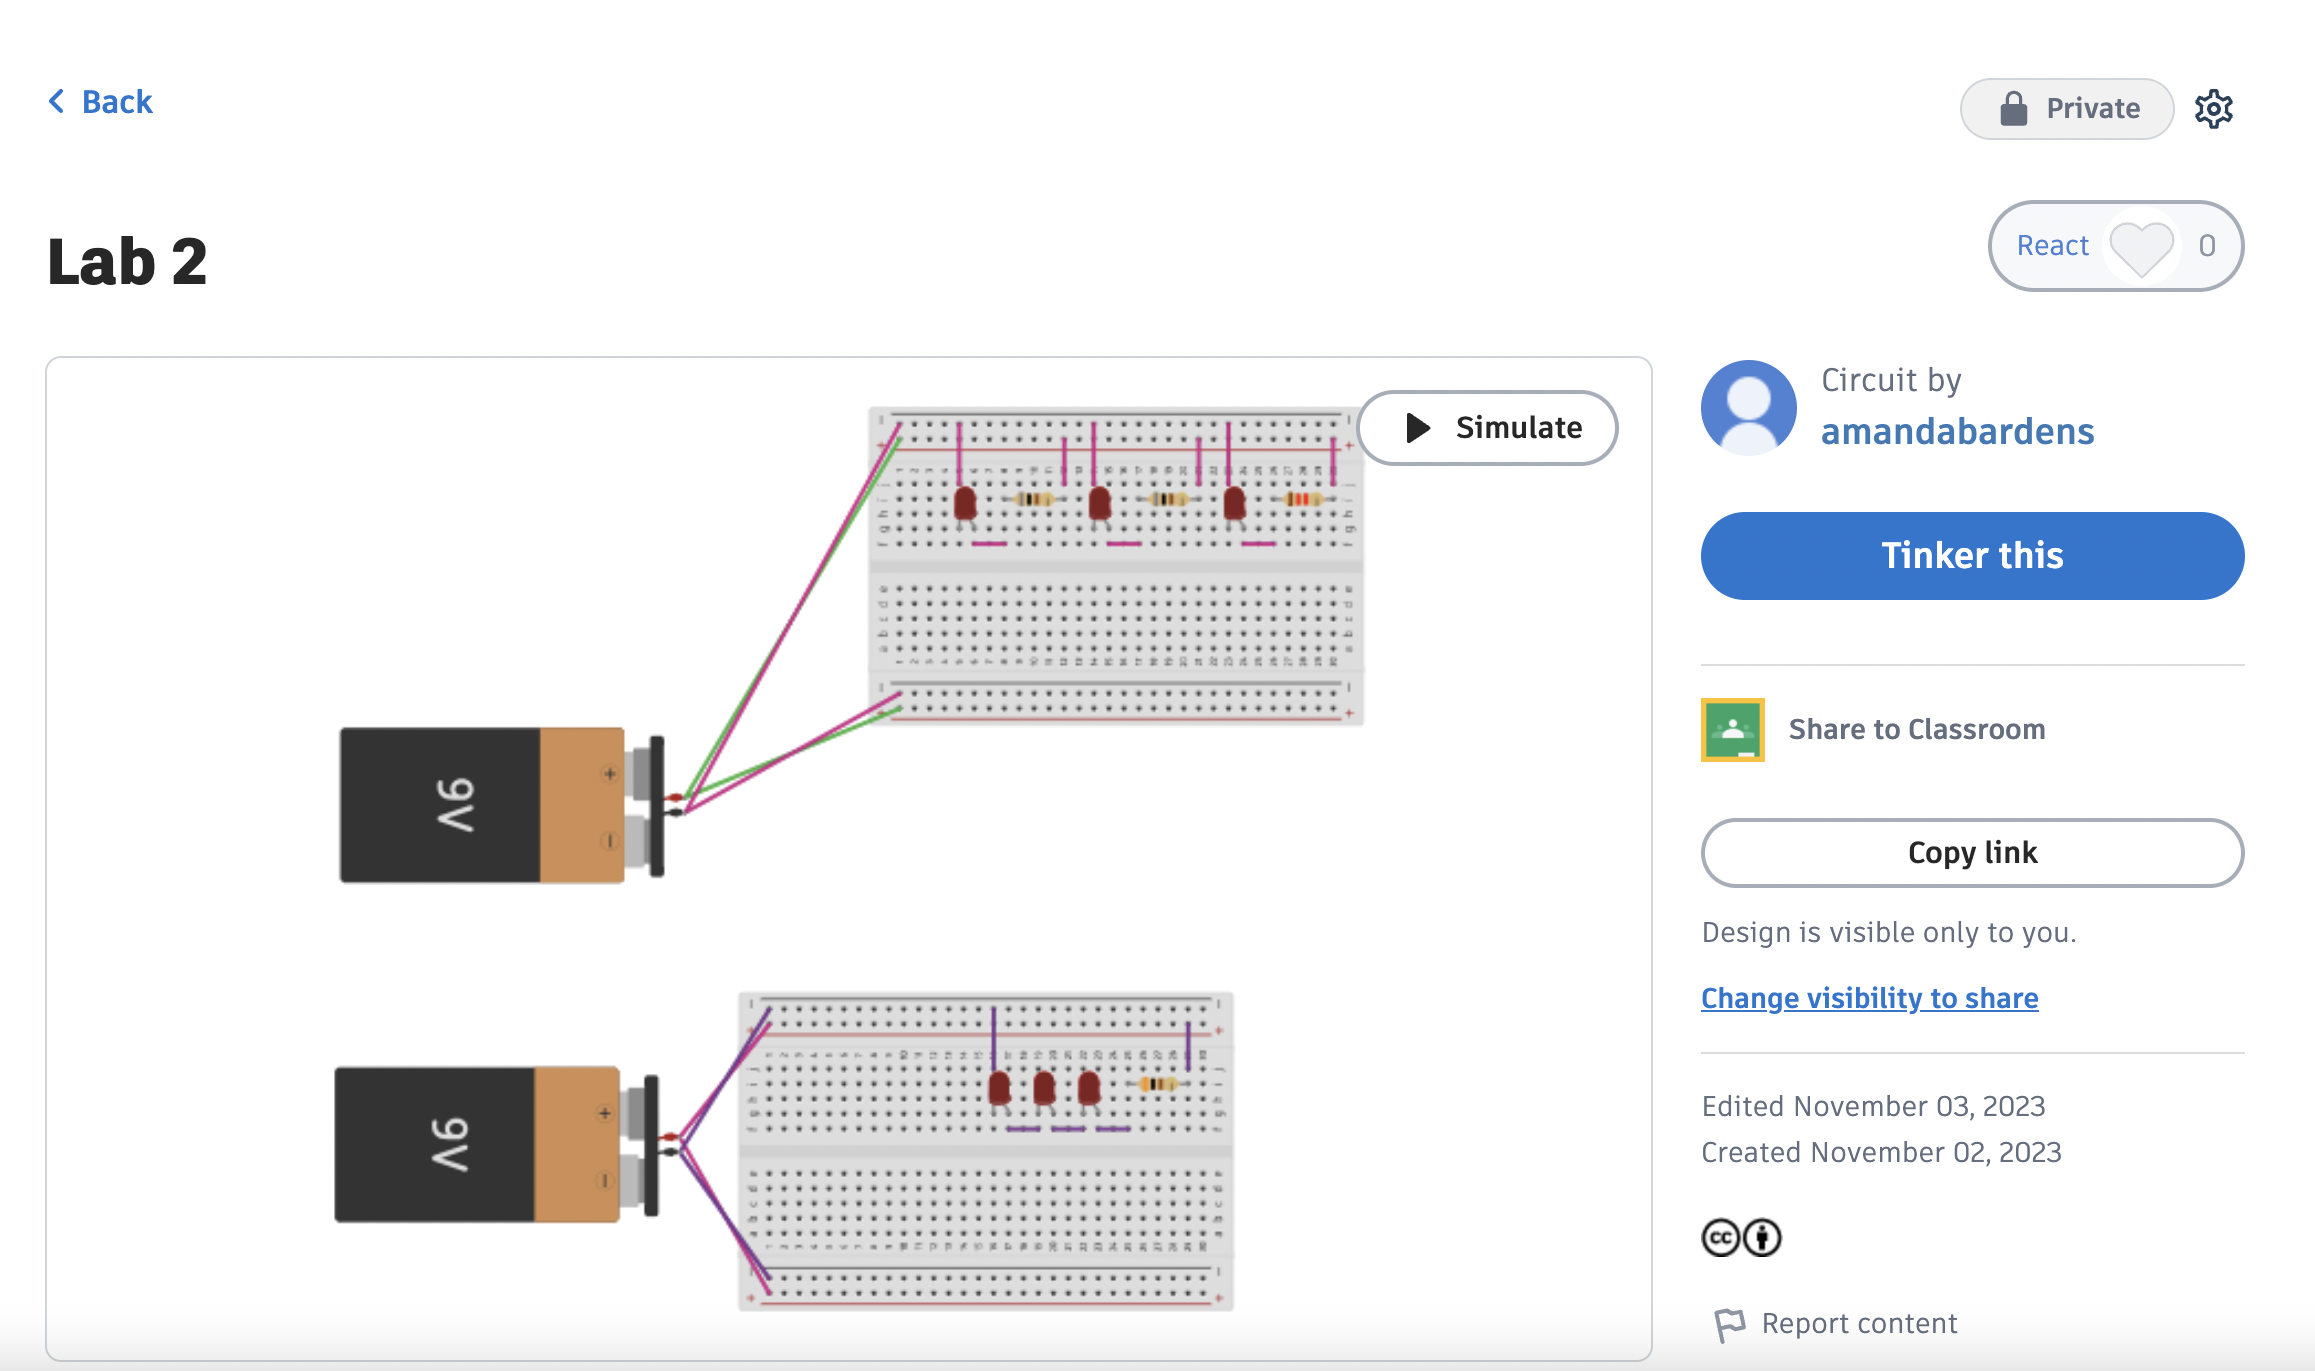 Back
Private
Lab 2
React 0
Simulate
Circuit by
amandabardens
Tinker this
Share to Classroom
9V
Copy link
Design is visible only to you.
Change visibility to share
9V
Edited November 03, 2023
Created November 02, 2023
cc
Report content